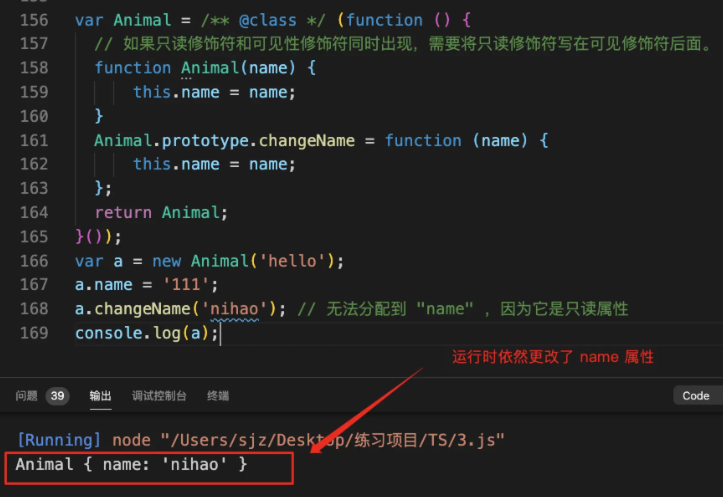 156 var Animal = /** @class */ (function () {
157 // 如果只读修饰符和可见性修饰符同时出现，需要将只读修饰符写在可见修饰符后面。
158 function Animal(name) {
159 this.name = name;
160 }
161 Animal.prototype.changeName = function (name) {
162 this.name = name;
163 };
164 return Animal;
165 }());
166 var a = new Animal('hello');
167 a.name = '111';
168 a.changeName('nihao'); // 无法分配到 "name" ，因为它是只读属性
169 console.log(a);
运行时依然更改了 name 属性
问题 39 输出 调试控制台 终端 Code
[Running] node "/Users/sjz/Desktop/练习项目/TS/3.js"
Animal { name: 'nihao' }